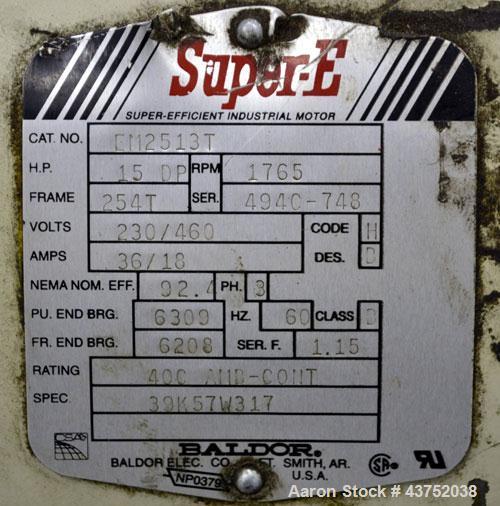 Super-E
SUPER-EFFICIENT INDUSTRIAL MOTOR
CAT. NO. EM2513T
H.P. 15 DP RPM 1765
FRAME 254T SER. 494C-748
VOLTS 230/460 CODE H
AMPS 36/18 DES.
NEMA NOM. EFF. 92.4 PH. 3
PU. END BRG. 6309 HZ. 60 CLASS
FR. END BRG. 6208 SER. F. 1.15
RATING 40C AMB-CONT
SPEC. 39K57W317
BALDOR.
BALDOR ELEC. CO. SMITH, AR.
NP0379 U.S.A.
Aaron Stock # 43752038